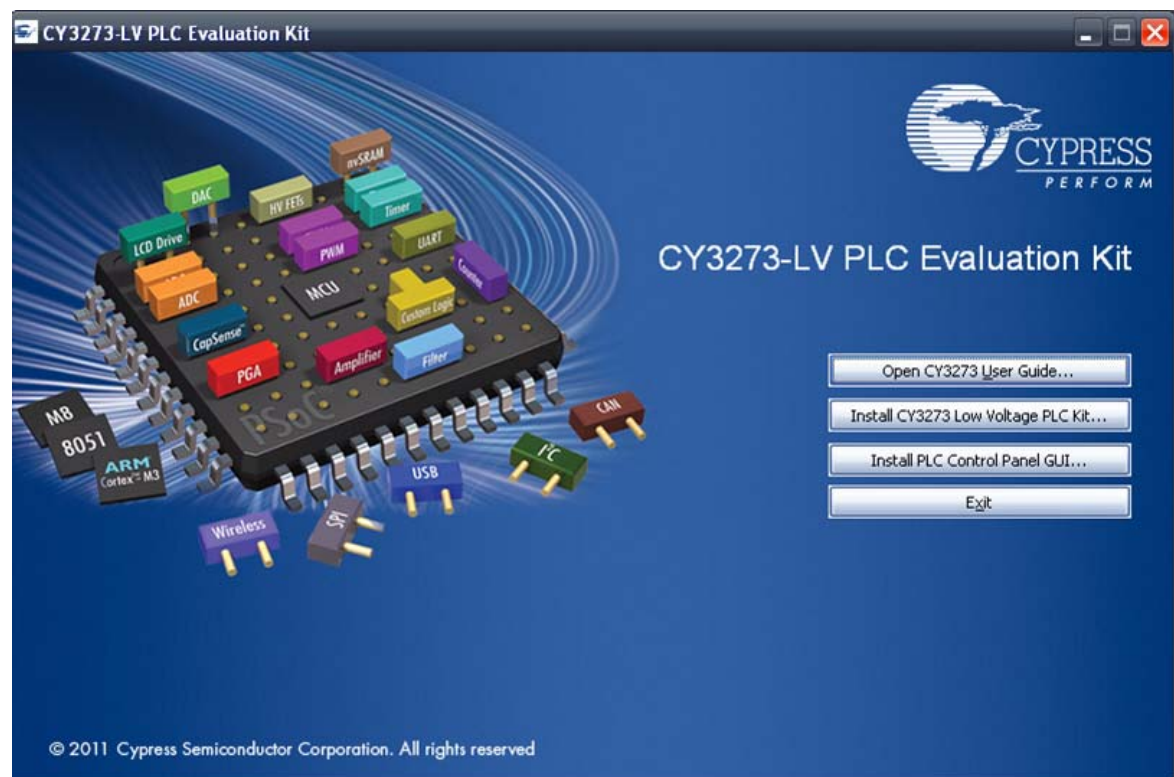 CY3273-LV PLC Evaluation Kit
CYPRESS
PERFORM
CY3273-LV PLC Evaluation Kit
nvSRAM
DAC
HV FETs
Timer
LCD Drive
PWM
UART
Counter
ADC
MCU
Custom Logic
CapSense™
PGA
Amplifier
Filter
PSoC
M8
8051
ARM
Cortex™ M3
CAN
I²C
USB
SPI
Wireless
Open CY3273 User Guide...
Install CY3273 Low Voltage PLC Kit...
Install PLC Control Panel GUI...
Exit
© 2011 Cypress Semiconductor Corporation. All rights reserved